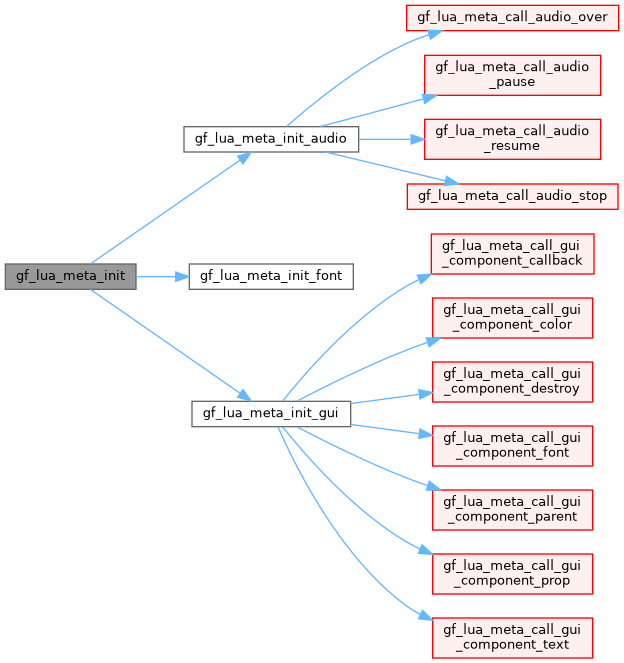 gf_lua_meta_call_audio_over
gf_lua_meta_call_audio
_pause
gf_lua_meta_init_audio
gf_lua_meta_call_audio
_resume
gf_lua_meta_call_audio_stop
gf_lua_meta_init
gf_lua_meta_init_font
gf_lua_meta_call_gui
_component_callback
gf_lua_meta_call_gui
_component_color
gf_lua_meta_call_gui
_component_destroy
gf_lua_meta_init_gui
gf_lua_meta_call_gui
_component_font
gf_lua_meta_call_gui
_component_parent
gf_lua_meta_call_gui
_component_prop
gf_lua_meta_call_gui
_component_text